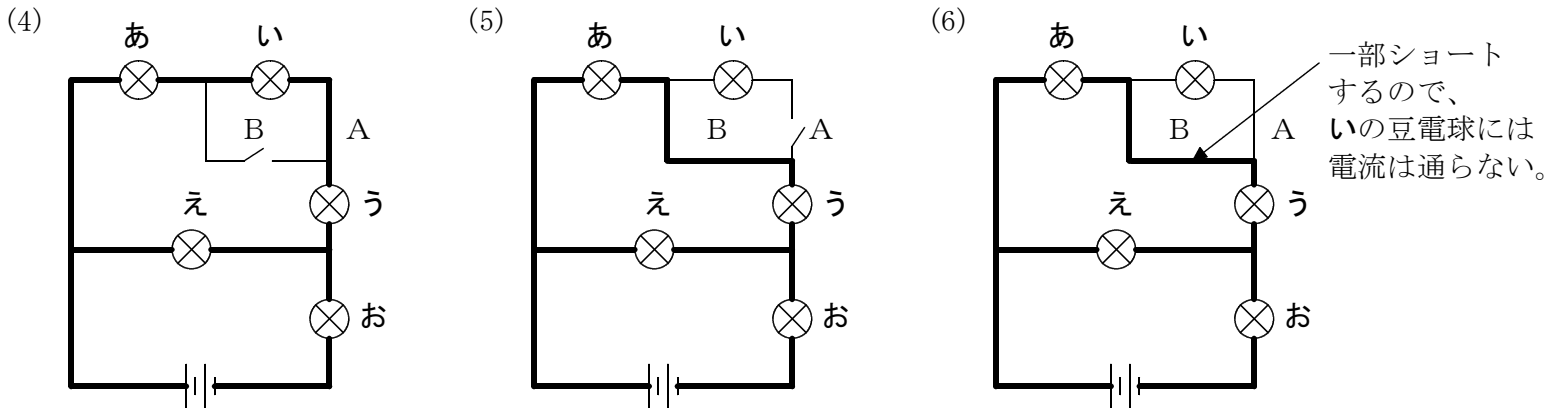 (4)
あ
い
B
A
う
え
お
(5)
あ
い
B
A
う
え
お
(6)
あ
い
B
A
う
え
お
一部ショート
するので、
いの豆電球には
電流は通らない。